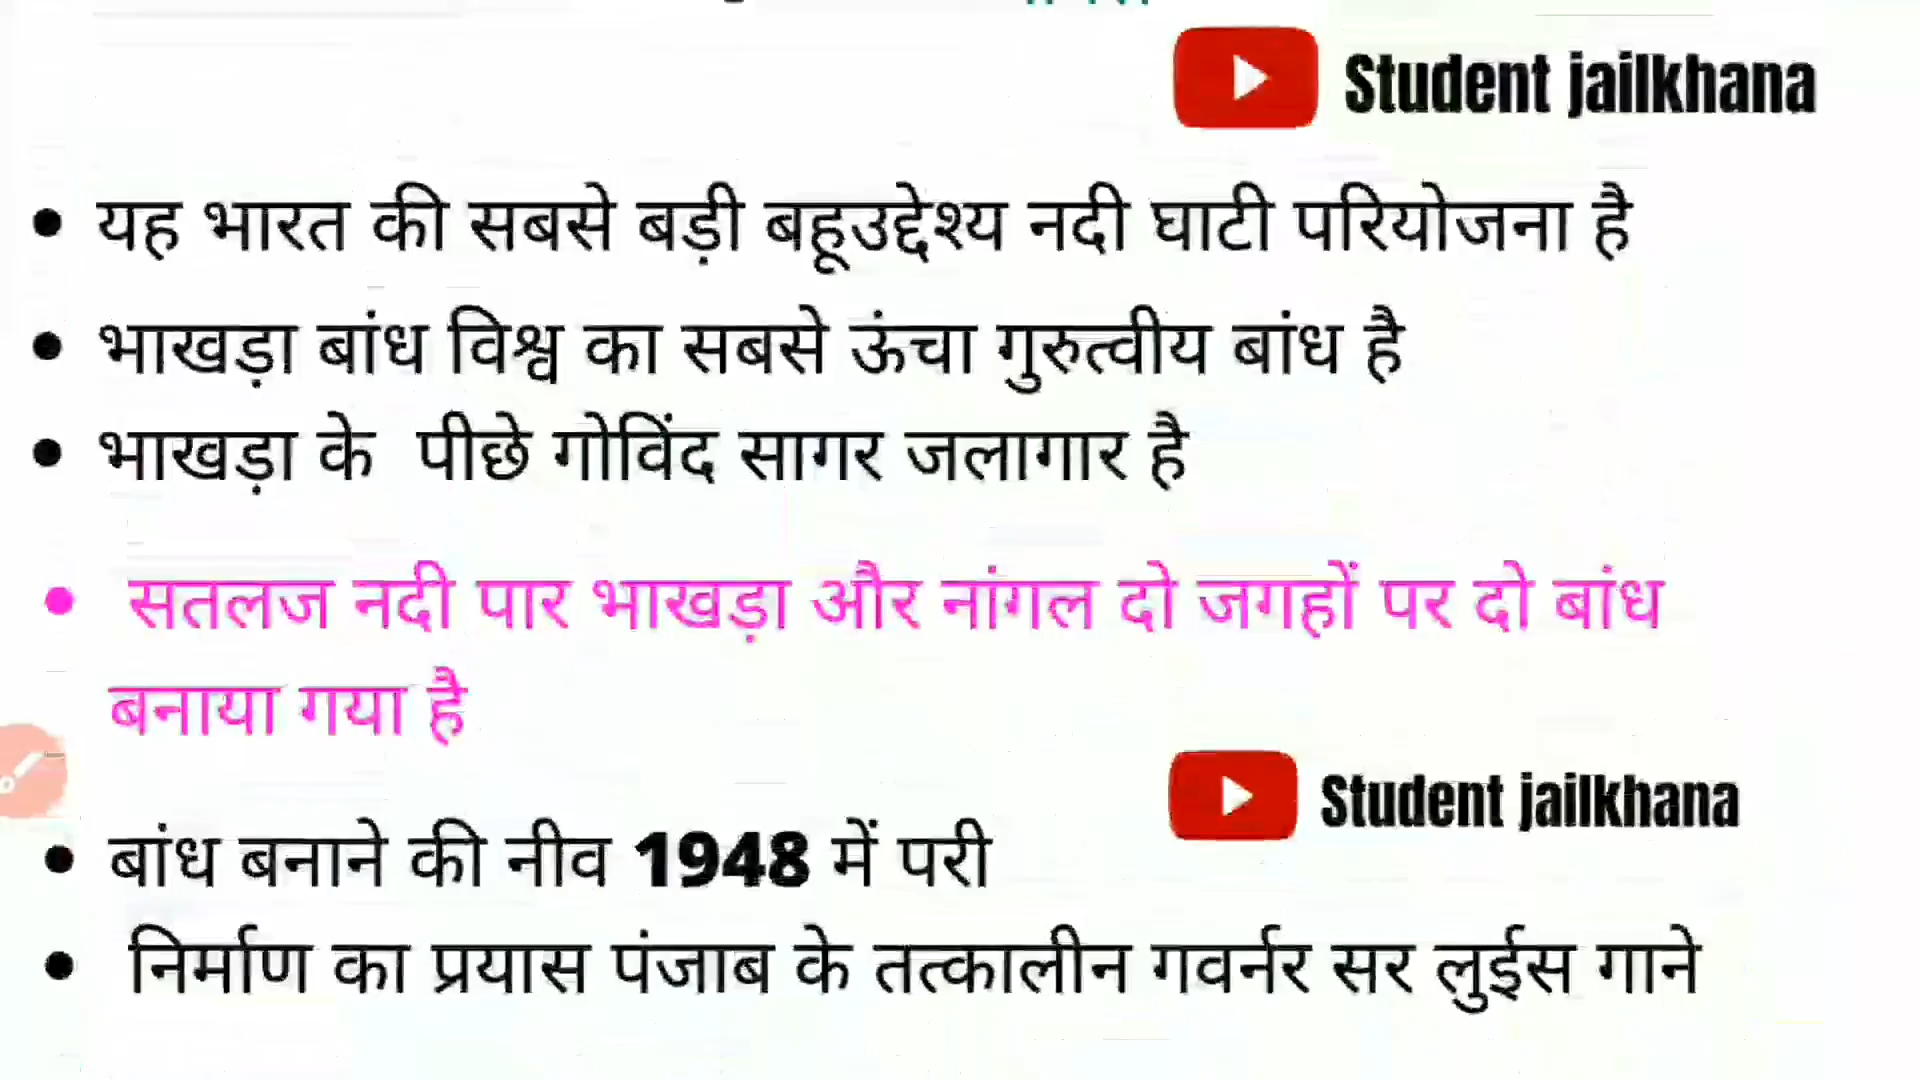 Student jailkhana
• यह भारत की सबसे बड़ी बहूउद्देश्य नदी घाटी परियोजना है
• भाखड़ा बांध विश्व का सबसे ऊंचा गुरुत्वीय बांध है
• भाखड़ा के पीछे गोविंद सागर जलागार है
• सतलज नदी पार भाखड़ा और नांगल दो जगहों पर दो बांध
बनाया गया है
Student jailkhana
• बांध बनाने की नीव 1948 में परी
• निर्माण का प्रयास पंजाब के तत्कालीन गवर्नर सर लुईस गाने